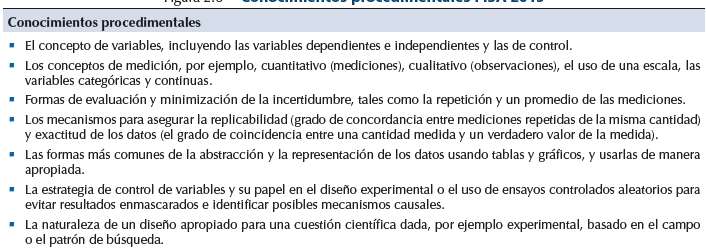 Conocimientos procedimentales
▪ El concepto de variables, incluyendo las variables dependientes e independientes y las de control.
▪ Los conceptos de medición, por ejemplo, cuantitativo (mediciones), cualitativo (observaciones), el uso de una escala, las
variables categóricas y continuas.
▪ Formas de evaluación y minimización de la incertidumbre, tales como la repetición y un promedio de las mediciones.
▪ Los mecanismos para asegurar la replicabilidad (grado de concordancia entre mediciones repetidas de la misma cantidad)
y exactitud de los datos (el grado de coincidencia entre una cantidad medida y un verdadero valor de la medida).
▪ Las formas más comunes de la abstracción y la representación de los datos usando tablas y gráficos, y usarlas de manera
apropiada.
▪ La estrategia de control de variables y su papel en el diseño experimental o el uso de ensayos controlados aleatorios para
evitar resultados enmascarados e identificar posibles mecanismos causales.
▪ La naturaleza de un diseño apropiado para una cuestión científica dada, por ejemplo experimental, basado en el campo
o el patrón de búsqueda.